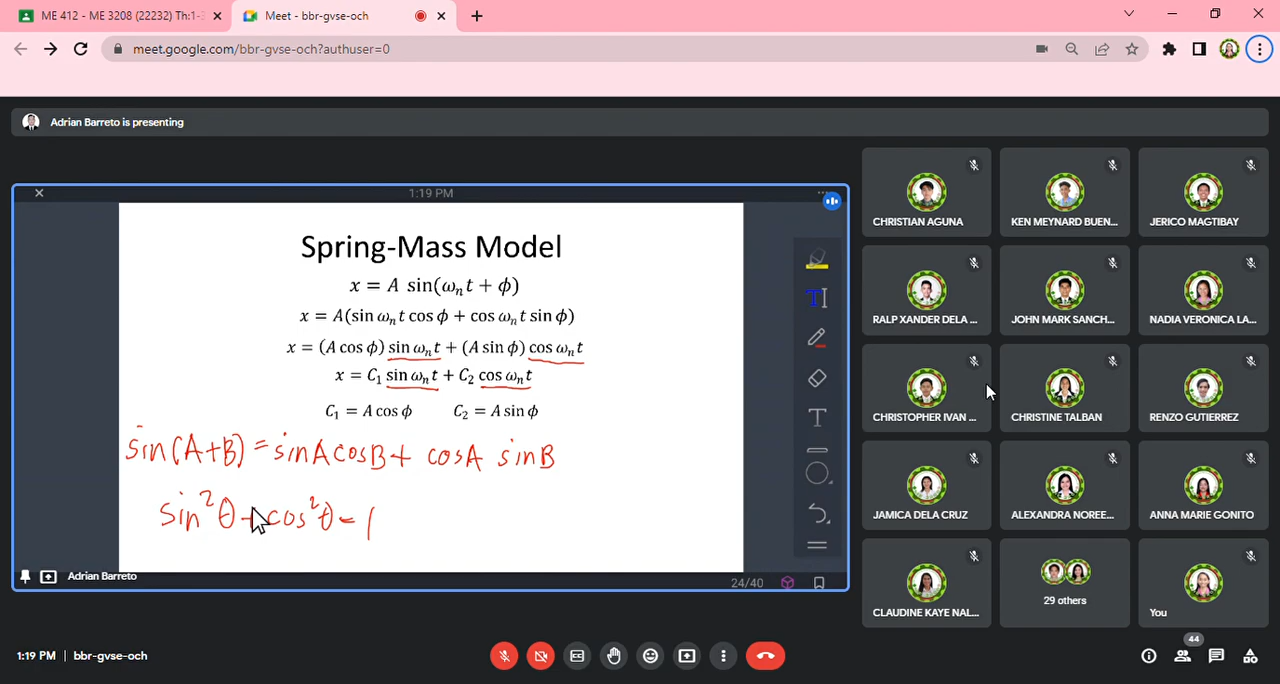 ME 412 - ME 3208 (22232) Th:1-3
Meet - bbr-gvse-och
meet.google.com/bbr-gvse-och?authuser=0
Adrian Barreto is presenting
1:19 PM
Spring-Mass Model
x = A sin(ωₙt + ϕ)
x = A(sin ωₙt cos ϕ + cos ωₙt sin ϕ)
x = (A cos ϕ) sin ωₙt + (A sin ϕ) cos ωₙt
x = C₁ sin ωₙt + C₂ cos ωₙt
C₁ = A cos ϕ C₂ = A sin ϕ
sin(A+B) = sinA cosB + cosA sinB
sin²θ + cos²θ = 1
T
Adrian Barreto
24/40
CHRISTIAN AGUNA
KEN MEYNARD BUEN...
JERICO MAGTIBAY
RALP XANDER DELA ...
JOHN MARK SANCH...
NADIA VERONICA LA...
CHRISTOPHER IVAN ...
CHRISTINE TALBAN
RENZO GUTIERREZ
JAMICA DELA CRUZ
ALEXANDRA NOREE...
ANNA MARIE GONITO
CLAUDINE KAYE NAL...
29 others
You
1:19 PM | bbr-gvse-och
44